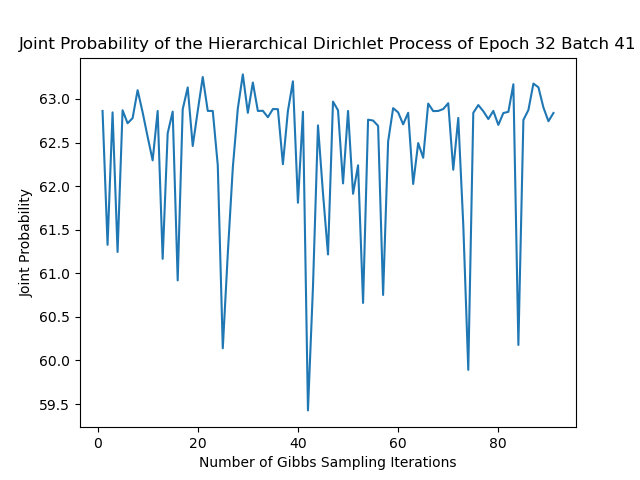 Joint Probability of the Hierarchical Dirichlet Process of Epoch 32 Batch 41
Joint Probability
63.0
62.5
62.0
61.5
61.0
60.5
60.0
59.5
0 20 40 60 80
Number of Gibbs Sampling Iterations